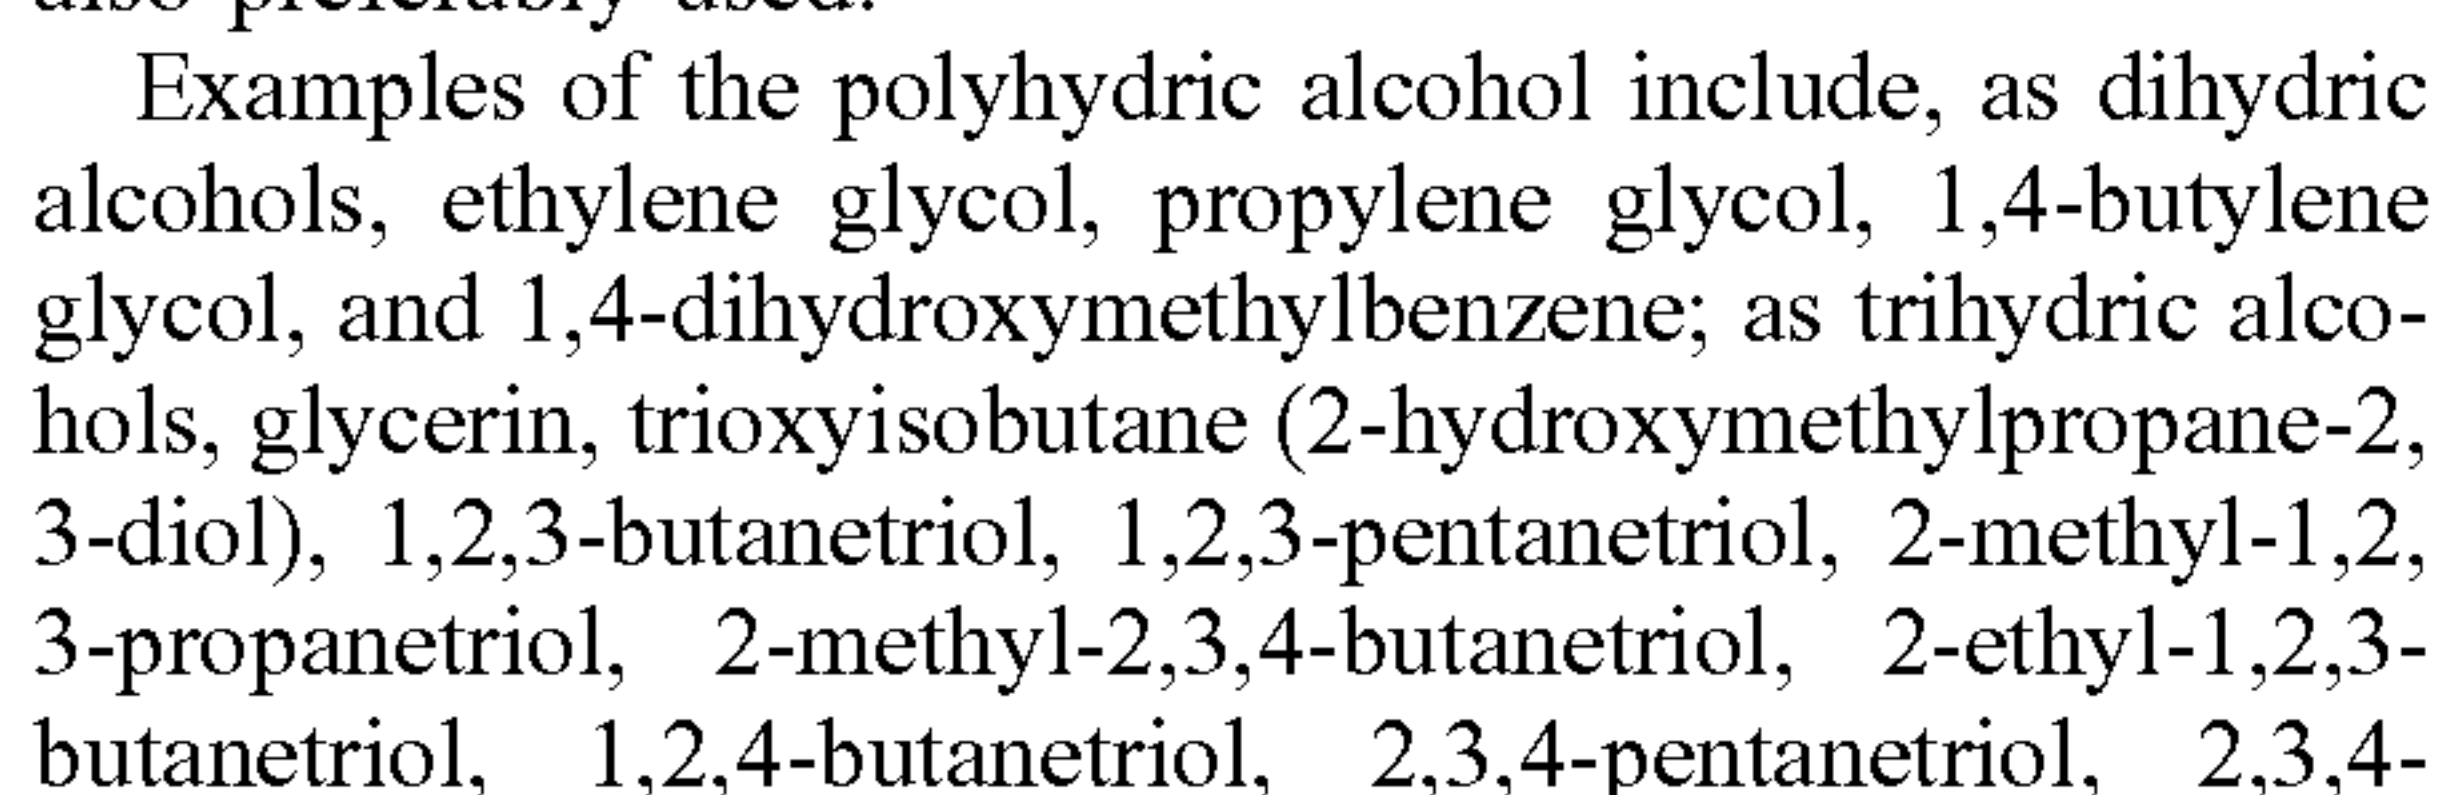 also preferably used.
Examples of the polyhydric alcohol include, as dihydric
alcohols, ethylene glycol, propylene glycol, 1,4-butylene
glycol, and 1,4-dihydroxymethylbenzene; as trihydric alco-
hols, glycerin, trioxyisobutane (2-hydroxymethylpropane-2,
3-diol), 1,2,3-butanetriol, 1,2,3-pentanetriol, 2-methyl-1,2,
3-propanetriol, 2-methyl-2,3,4-butanetriol, 2-ethyl-1,2,3-
butanetriol, 1,2,4-butanetriol, 2,3,4-pentanetriol, 2,3,4-